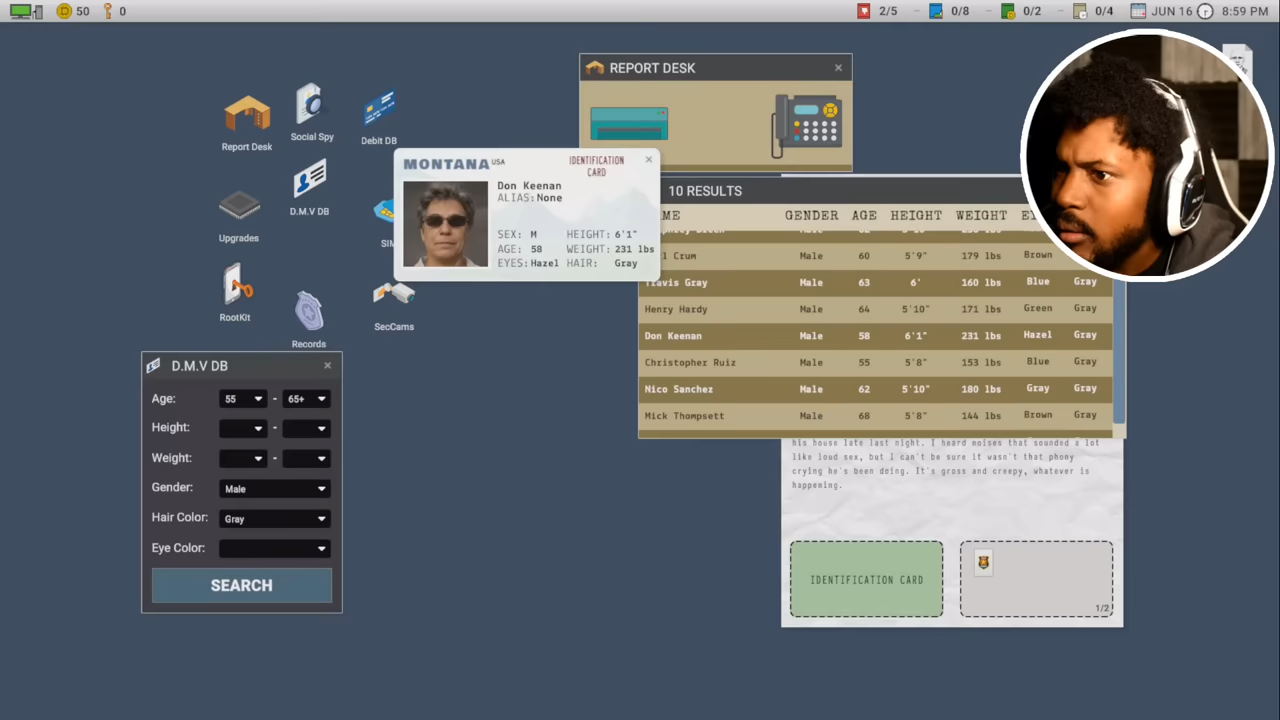 50
0
2/5
0/8
0/2
0/4
JUN 16
8:59 PM
REPORT DESK
Report Desk
Social Spy
Debit DB
D.M.V DB
Upgrades
RootKit
Records
SecCams
MONTANA USA
IDENTIFICATION
CARD
Don Keenan
ALIAS: None
SEX: M HEIGHT: 6'1"
AGE: 58 WEIGHT: 231 lbs
EYES: Hazel HAIR: Gray
10 RESULTS
GENDER AGE HEIGHT WEIGHT
Crum Male 60 5'9" 179 lbs Brown
Travis Gray Male 63 6' 160 lbs Blue Gray
Henry Hardy Male 64 5'10" 171 lbs Green Gray
Don Keenan Male 58 6'1" 231 lbs Hazel Gray
Christopher Ruiz Male 55 5'8" 153 lbs Blue Gray
Nico Sanchez Male 62 5'10" 180 lbs Gray Gray
Mick Thompsett Male 68 5'8" 144 lbs Brown Gray
D.M.V DB
Age: 55 - 65+
Height: -
Weight: -
Gender: Male
Hair Color: Gray
Eye Color:
SEARCH
his house late last night. I heard noises that sounded a lot
like loud sex, but I can't be sure it wasn't that phony
crying he's been doing. It's gross and creepy, whatever is
happening.
IDENTIFICATION CARD
1/2